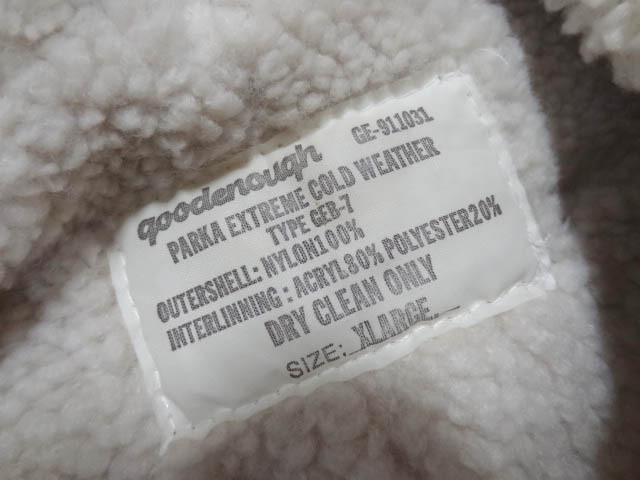 goodenough GE-911031
PARKA EXTREME COLD WEATHER
TYPE GEB-7
OUTERSHELL: NYLON100%
INTERLINNING : ACRYL80% POLYESTER20%
DRY CLEAN ONLY
SIZE: XLARGE.